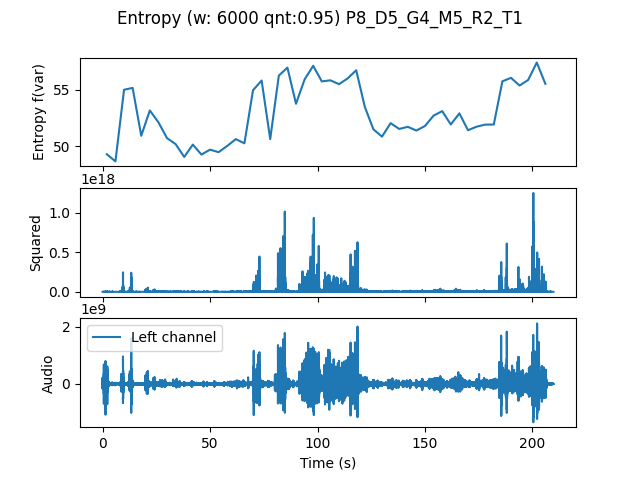 Entropy (w: 6000 qnt:0.95) P8_D5_G4_M5_R2_T1
Entropy f(var)
55
50
1e18
Squared
1.0
0.5
0.0
1e9
Audio
2
0
Left channel
0
50
100
150
200
Time (s)